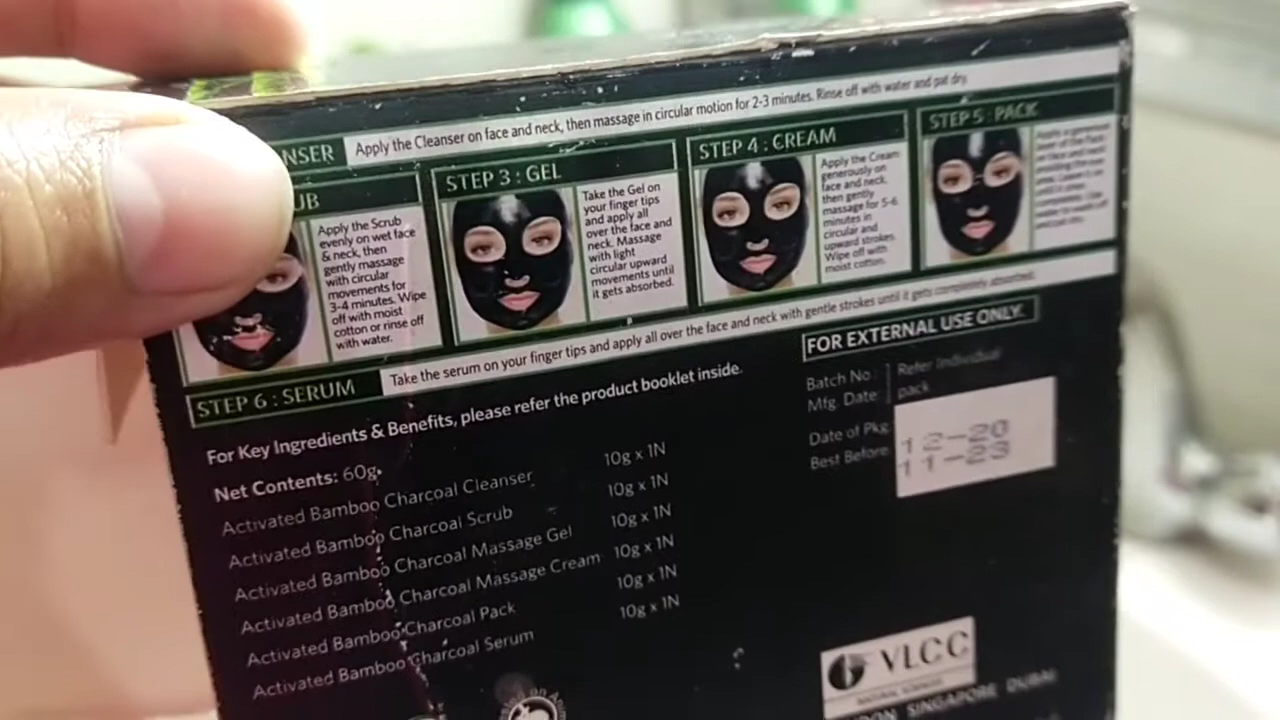 NSER
Apply the Cleanser on face and neck, then massage in circular motion for 2-3 minutes. Rinse off with water and pat dry.
UB
Apply the Scrub
evenly on wet face
& neck, then
gently massage
with circular
movements for
3-4 minutes. Wipe
off with moist
cotton or rinse off
with water.
STEP 3 : GEL
Take the Gel on
your finger tips
and apply all
over the face and
neck. Massage
with light
circular upward
movements until
it gets absorbed.
STEP 4 : CREAM
Apply the Cream
generously on
face and neck,
then gently
massage for 5-6
minutes in
circular and
upward strokes.
Wipe off with
moist cotton.
STEP 5 : PACK
STEP 6 : SERUM
Take the serum on your finger tips and apply all over the face and neck with gentle strokes until it gets completely absorbed.
For Key Ingredients & Benefits, please refer the product booklet inside.
Net Contents: 60g.
Activated Bamboo Charcoal Cleanser 10g x 1N
Activated Bamboo Charcoal Scrub 10g x 1N
Activated Bamboo Charcoal Massage Gel 10g x 1N
Activated Bamboo Charcoal Massage Cream 10g x 1N
Activated Bamboo Charcoal Pack 10g x 1N
Activated Bamboo Charcoal Serum 10g x 1N
FOR EXTERNAL USE ONLY.
Batch No.: Refer Individual
Mfg. Date: pack
Date of Pkg. 12-20
Best Before: 11-23
VLCC
NATURAL SCIENCES
SINGAPORE DUBAI